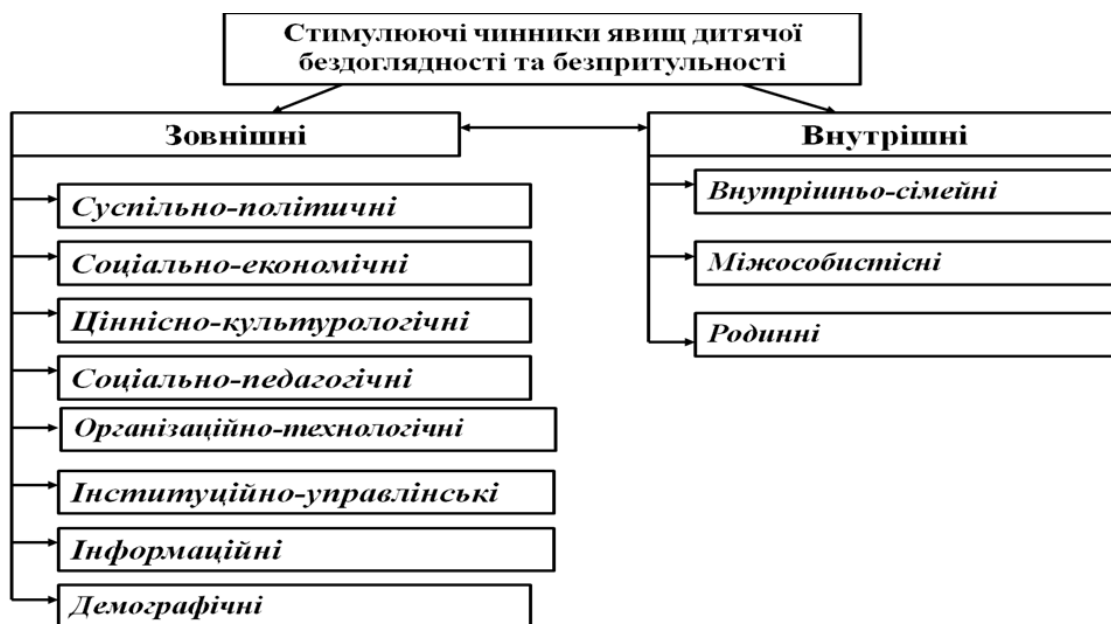 Стимулюючі чинники явищ дитячої
бездоглядності та безпритульності
Зовнішні
Суспільно-політичні
Соціально-економічні
Ціннісно-культурологічні
Соціально-педагогічні
Організаційно-технологічні
Інституційно-управлінські
Інформаційні
Демографічні
Внутрішні
Внутрішньо-сімейні
Міжособистісні
Родинні